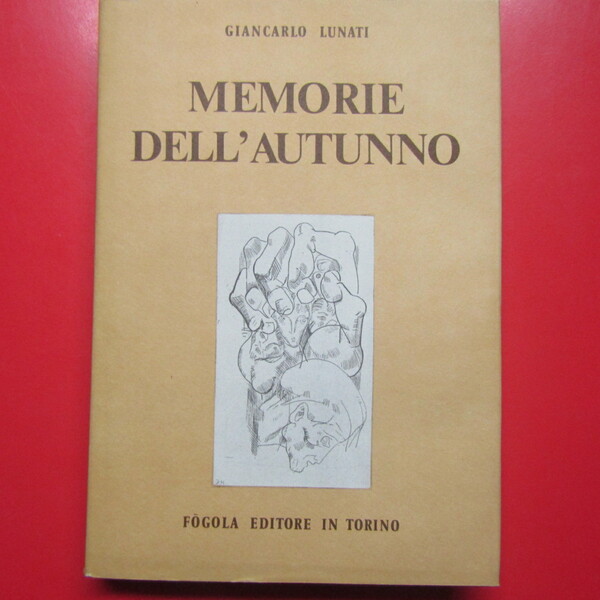 GIANCARLO LUNATI
MEMORIE
DELL'AUTUNNO
FÒGOLA EDITORE IN TORINO